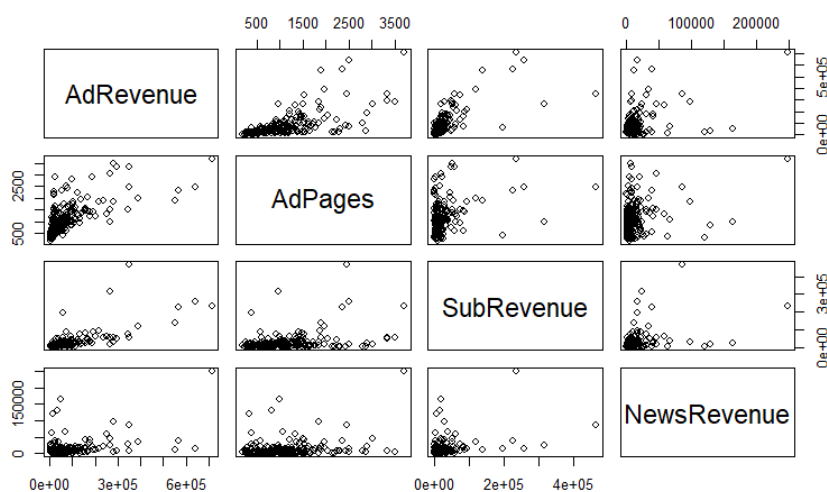 500 1500 2500 3500 0 100000 200000
AdRevenue
0e+00 5e+05
500 2500
AdPages
SubRevenue
0e+00 3e+05
0 150000
NewsRevenue
0e+00 3e+05 6e+05 0e+00 2e+05 4e+05